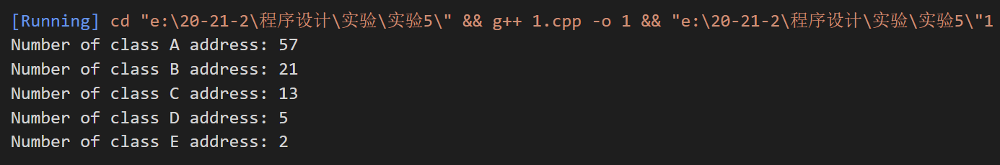 [Running] cd "e:\20-21-2\程序设计\实验\实验5\" && g++ 1.cpp -o 1 && "e:\20-21-2\程序设计\实验\实验5\"1
Number of class A address: 57
Number of class B address: 21
Number of class C address: 13
Number of class D address: 5
Number of class E address: 2